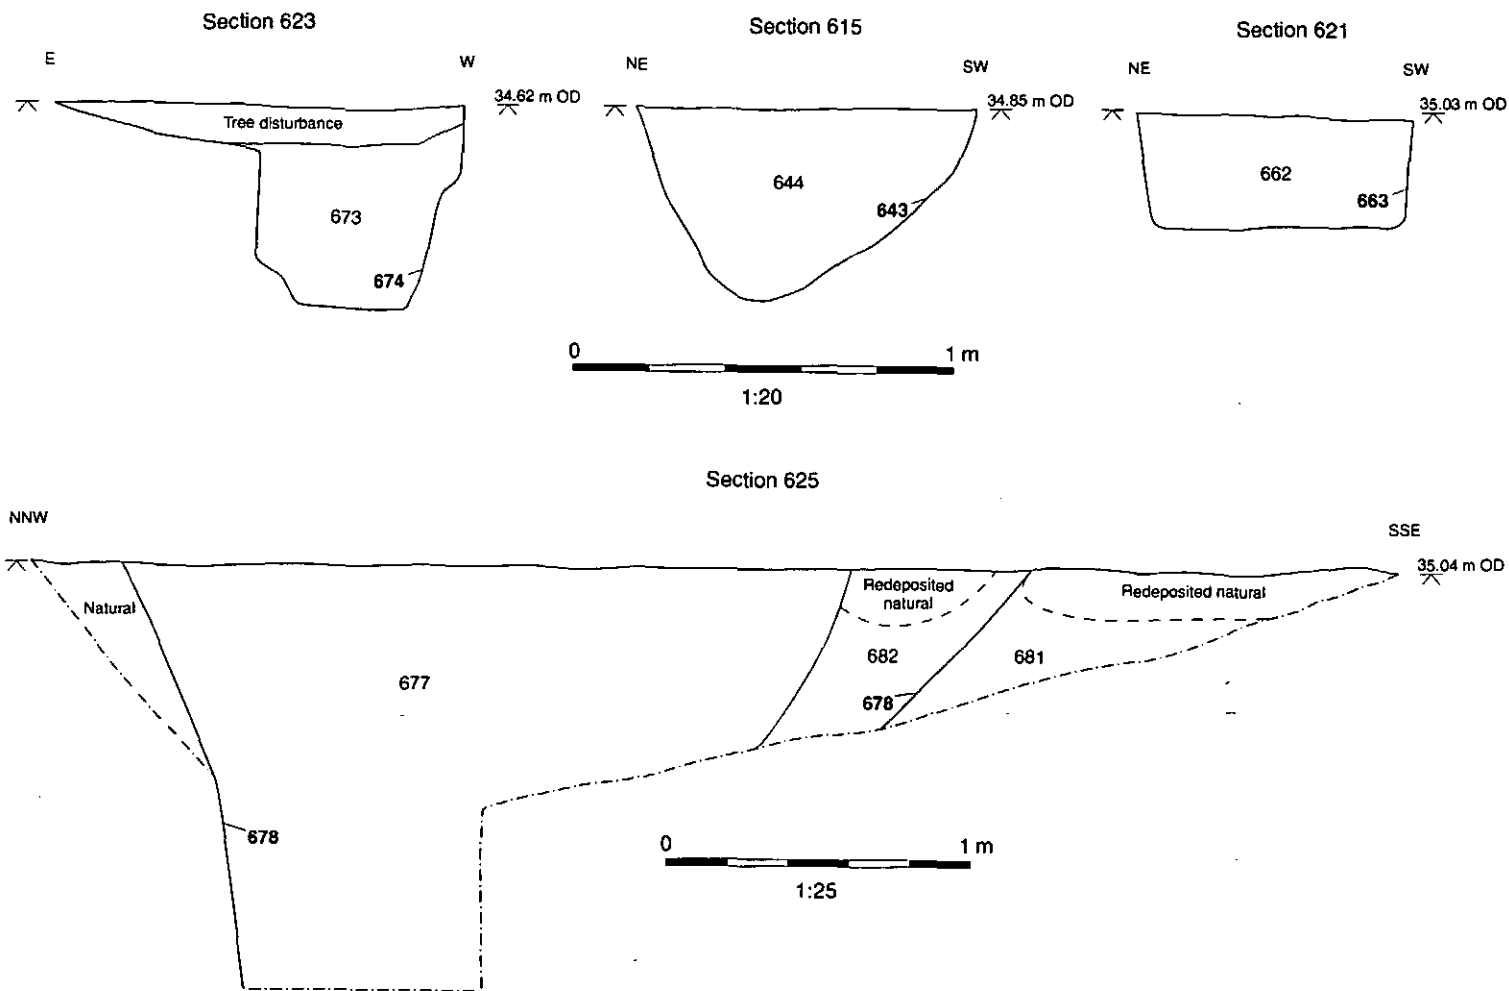 Section 623
E
W
34.62 m OD
Tree disturbance
673
674
Section 615
NE
SW
34.85 m OD
644
643
Section 621
NE
SW
35.03 m OD
662
663
0
1 m
1:20
Section 625
NNW
SSE
35.04 m OD
Natural
Redeposited
natural
Redeposited natural
682
681
677
678
678
0
1 m
1:25